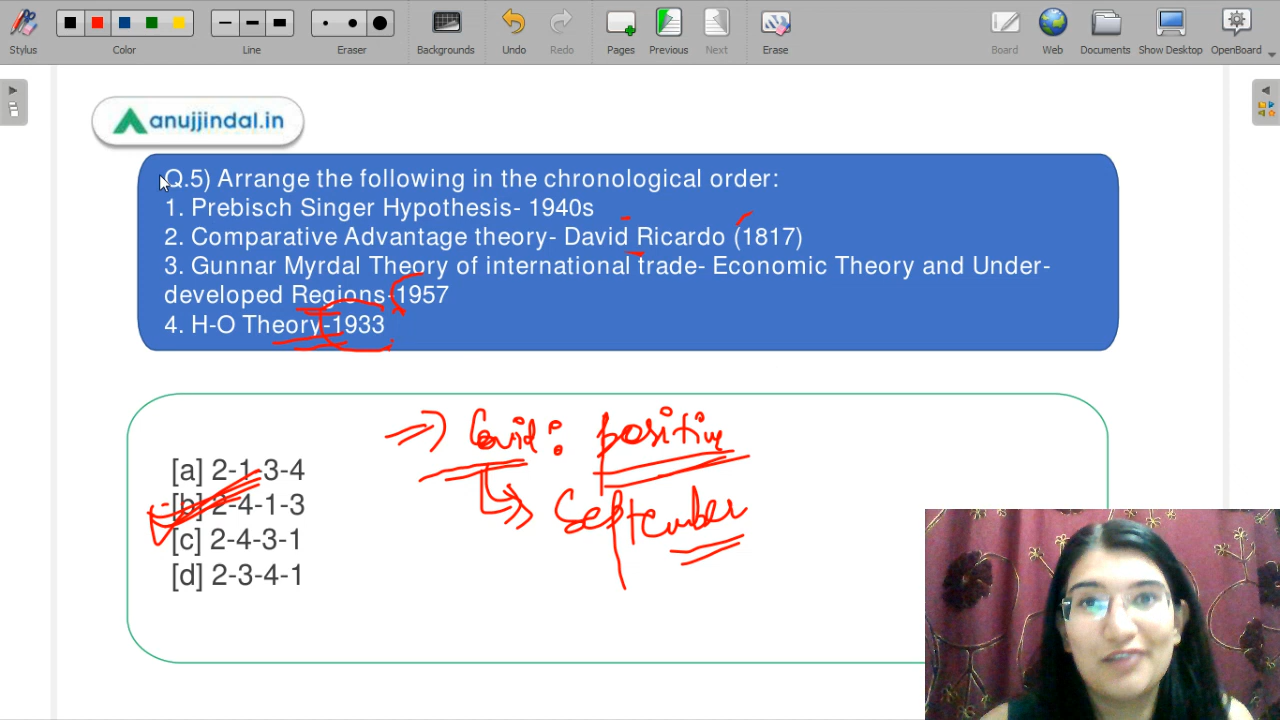 Stylus
Color
Line
Eraser
Backgrounds
Undo
Redo
Pages
Previous
Next
Erase
Board
Web
Documents
Show Desktop
OpenBoard
anujjindal.in
Q.5) Arrange the following in the chronological order:
1. Prebisch Singer Hypothesis- 1940s
2. Comparative Advantage theory- David Ricardo (1817)
3. Gunnar Myrdal Theory of international trade- Economic Theory and Under-
developed Regions-1957
4. H-O Theory-1933
⇒) Covid: positive
September
[a] 2-1-3-4
[b] 2-4-1-3
[c] 2-4-3-1
[d] 2-3-4-1